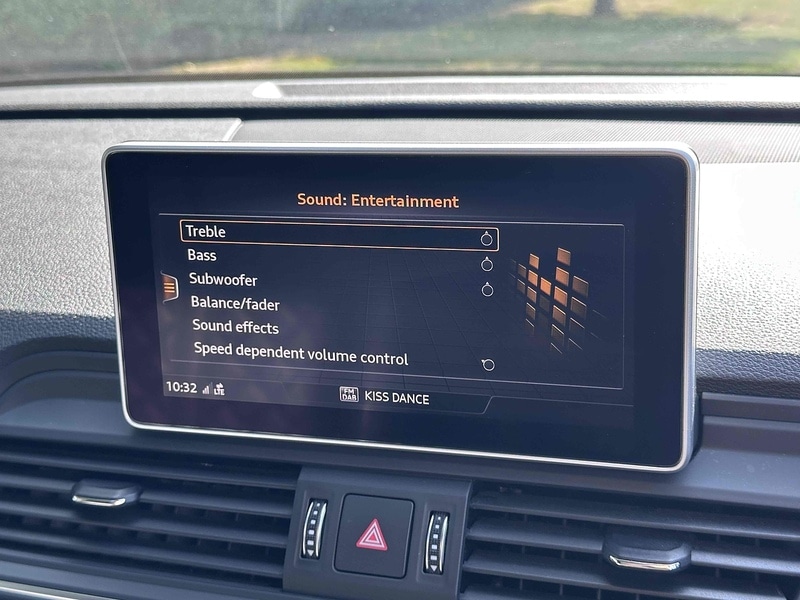 Sound: Entertainment
Treble
Bass
Subwoofer
Balance/fader
Sound effects
Speed dependent volume control
10:32 LTE FM DAB KISS DANCE